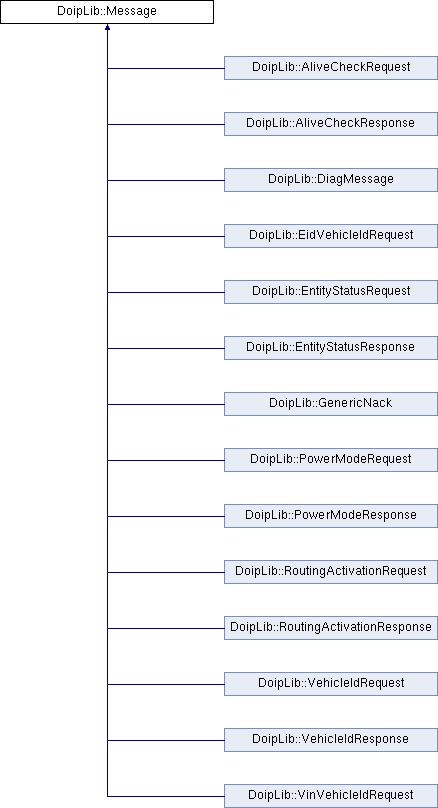 DoipLib::Message
DoipLib::AliveCheckRequest
DoipLib::AliveCheckResponse
DoipLib::DiagMessage
DoipLib::EidVehicleIdRequest
DoipLib::EntityStatusRequest
DoipLib::EntityStatusResponse
DoipLib::GenericNack
DoipLib::PowerModeRequest
DoipLib::PowerModeResponse
DoipLib::RoutingActivationRequest
DoipLib::RoutingActivationResponse
DoipLib::VehicleIdRequest
DoipLib::VehicleIdResponse
DoipLib::VinVehicleIdRequest